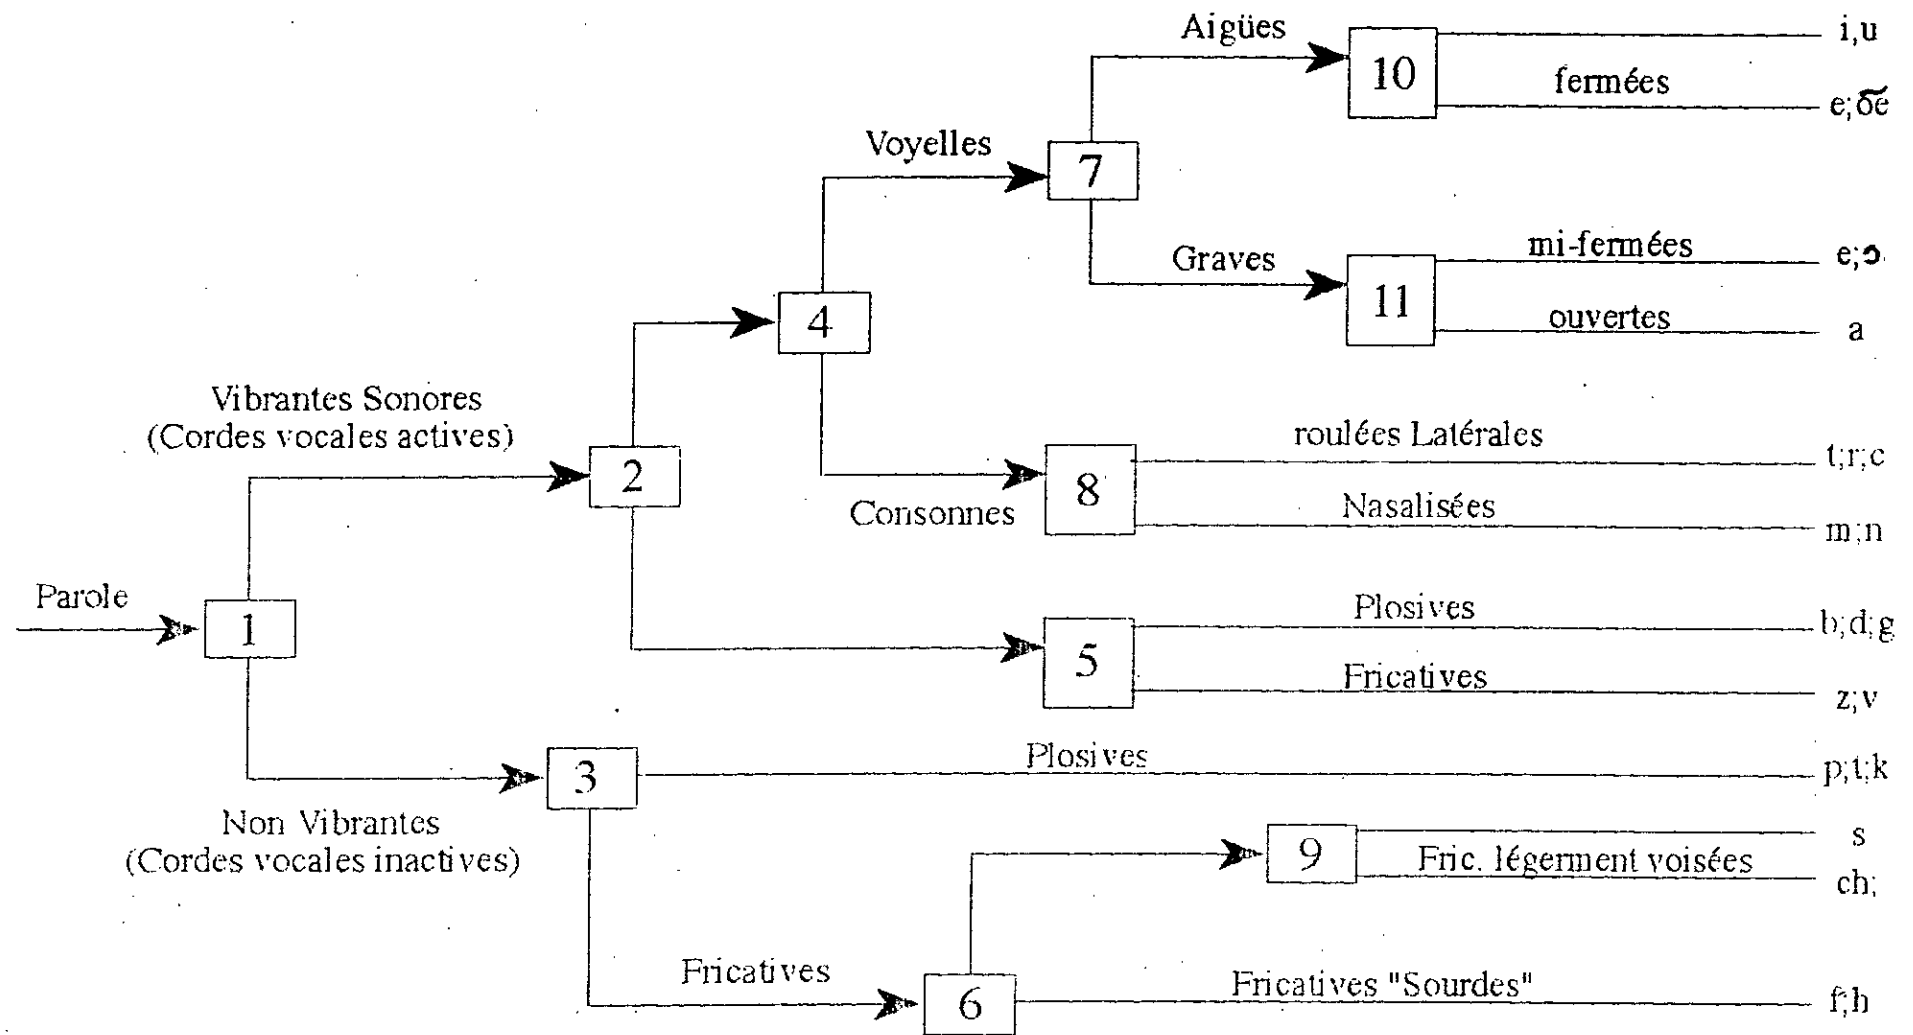 Aigües
i,u
10
fermées
e;õe
Voyelles
7
Graves
mi-fermées
e;ɔ
11
ouvertes
a
4
Vibrantes Sonores
(Cordes vocales actives)
2
roulées Latérales
t;r;c
8
Consonnes
Nasalisées
m;n
Parole
1
Plosives
b;d;g
5
Fricatives
z;v
3
Plosives
p;t;k
Non Vibrantes
(Cordes vocales inactives)
s
9
Fric. légerment voisées
ch;
Fricatives
6
Fricatives "Sourdes"
f;h